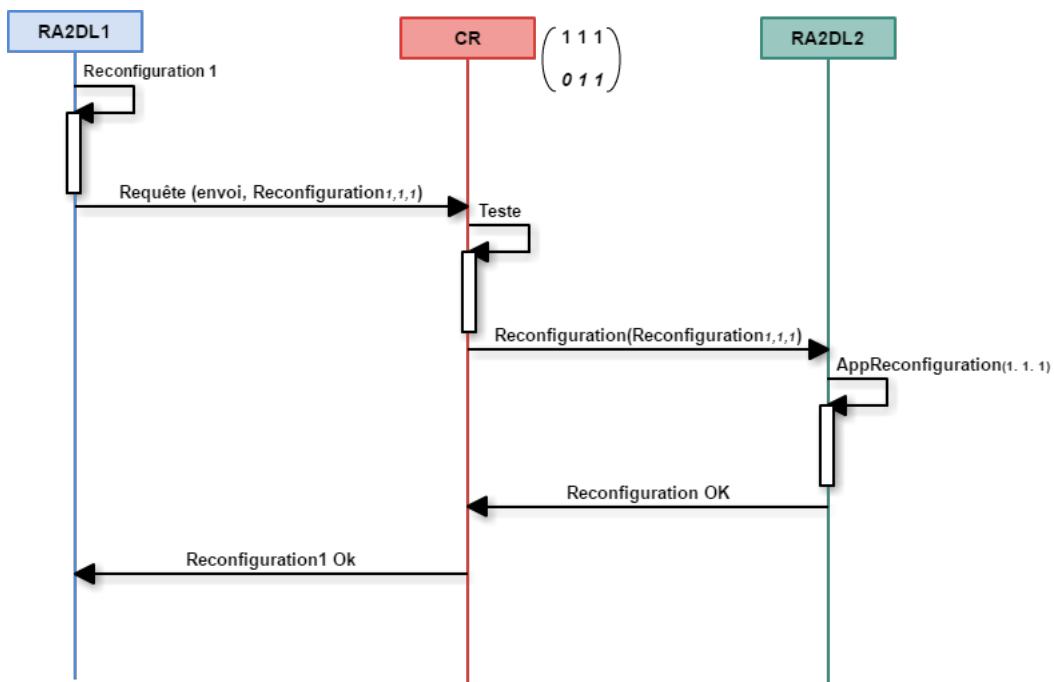 RA2DL1
CR
1 1 1
0 1 1
RA2DL2
Reconfiguration 1
Requête (envoi, Reconfiguration1,1,1)
Teste
Reconfiguration(Reconfiguration1,1,1)
AppReconfiguration(1. 1. 1)
Reconfiguration OK
Reconfiguration1 Ok